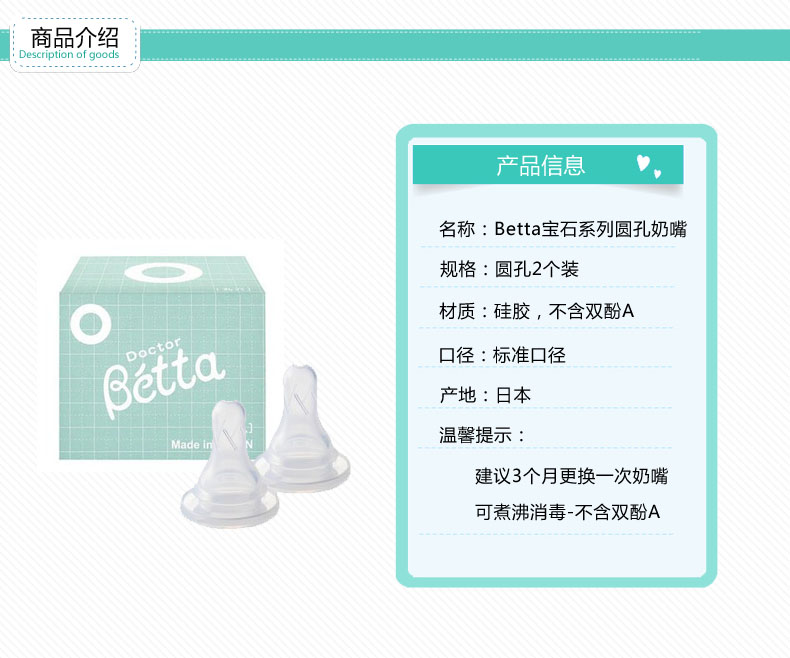 商品介绍
Description of goods
产品信息
名称：Betta宝石系列圆孔奶嘴
规格：圆孔2个装
材质：硅胶，不含双酚A
口径：标准口径
产地：日本
温馨提示：
建议3个月更换一次奶嘴
可煮沸消毒-不含双酚A
Doctor
Bétta
Made in